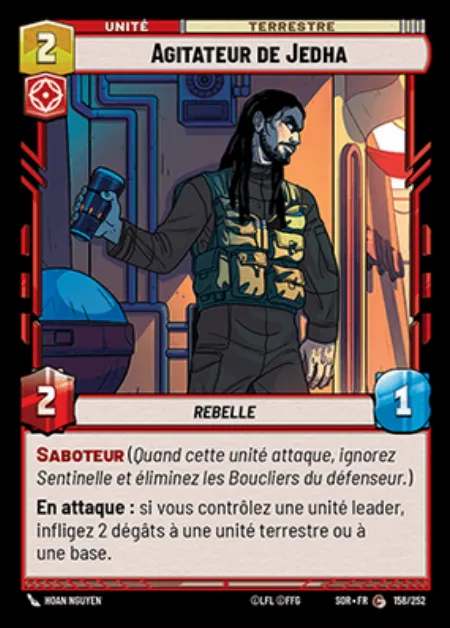 UNITÉ
TERRESTRE
2
AGITATEUR DE JEDHA
2
REBELLE
1
SABOTEUR (Quand cette unité attaque, ignorez
Sentinelle et éliminez les Boucliers du défenseur.)
En attaque : si vous contrôlez une unité leader,
infligez 2 dégâts à une unité terrestre ou à
une base.
HOAN NGUYEN
©LFL ©FFG
SOR • FR C 158/252